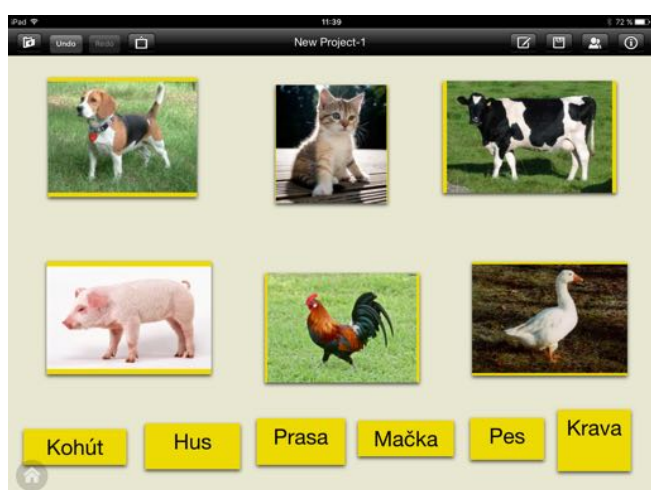 iPad 11:39 72 %
Undo Redo New Project-1
Kohút Hus Prasa Mačka Pes Krava